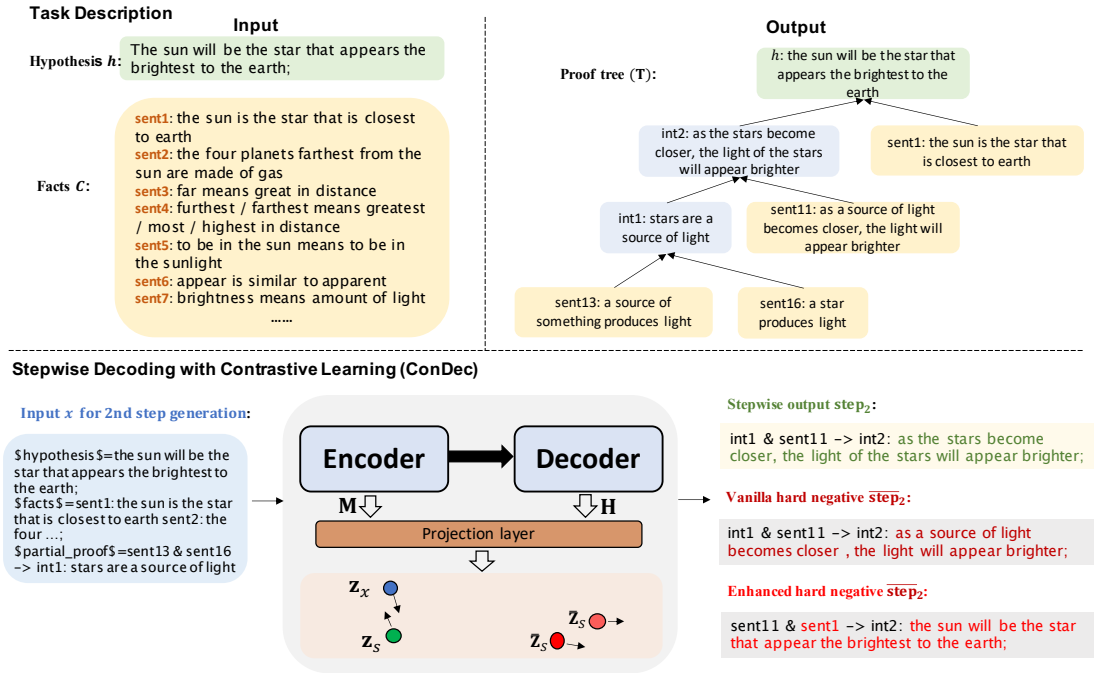 Task Description
Input
Hypothesis h:
The sun will be the star that appears the
brightest to the earth;
Facts C:
sent1: the sun is the star that is closest
to earth
sent2: the four planets farthest from the
sun are made of gas
sent3: far means great in distance
sent4: furthest / farthest means greatest
/ most / highest in distance
sent5: to be in the sun means to be in
the sunlight
sent6: appear is similar to apparent
sent7: brightness means amount of light
......
Output
Proof tree (T):
h: the sun will be the star that
appears the brightest to the
earth
int2: as the stars become
closer, the light of the stars
will appear brighter
sent1: the sun is the star that
is closest to earth
int1: stars are a
source of light
sent11: as a source of light
becomes closer, the light will
appear brighter
sent13: a source of
something produces light
sent16: a star
produces light
Stepwise Decoding with Contrastive Learning (ConDec)
Input x for 2nd step generation:
$hypothesis$=the sun will be the
star that appears the brightest to
the earth;
$facts$=sent1: the sun is the star
that is closest to earth sent2: the
four ...;
$partial_proof$=sent13 & sent16
-> int1: stars are a source of light
Encoder
Decoder
M
H
Projection layer
z_x
z_s
z̄_s
z̄_s
Stepwise output step₂:
int1 & sent11 -> int2: as the stars become
closer, the light of the stars will appear brighter;
Vanilla hard negative s̅t̅e̅p̅₂:
int1 & sent11 -> int2: as a source of light
becomes closer , the light will appear brighter;
Enhanced hard negative s̅t̅e̅p̅₂:
sent11 & sent1 -> int2: the sun will be the star
that appear the brightest to the earth;